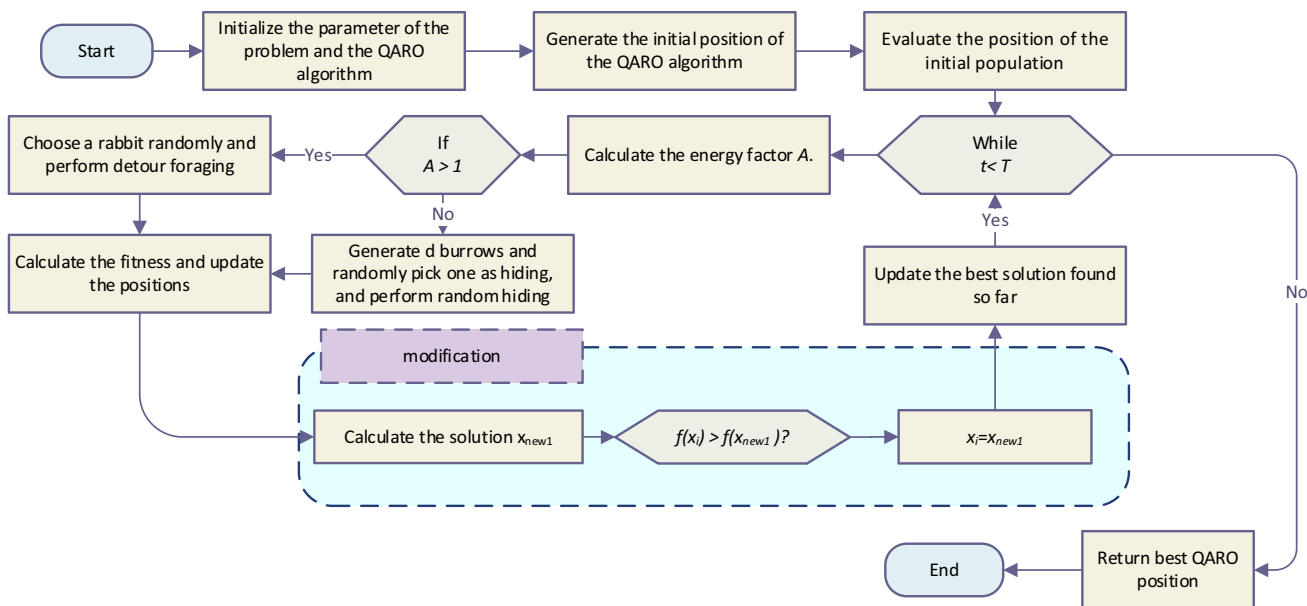 Start
Initialize the parameter of the
problem and the QARO
algorithm
Generate the initial position of
the QARO algorithm
Evaluate the position of the
initial population
Choose a rabbit randomly and
perform detour foraging
Yes
If
A > 1
Calculate the energy factor A.
While
t< T
No
Yes
Calculate the fitness and update
the positions
Generate d burrows and
randomly pick one as hiding,
and perform random hiding
Update the best solution found
so far
No
modification
Calculate the solution xnew1
f(xi) > f(xnew1 )?
xi=xnew1
End
Return best QARO
position